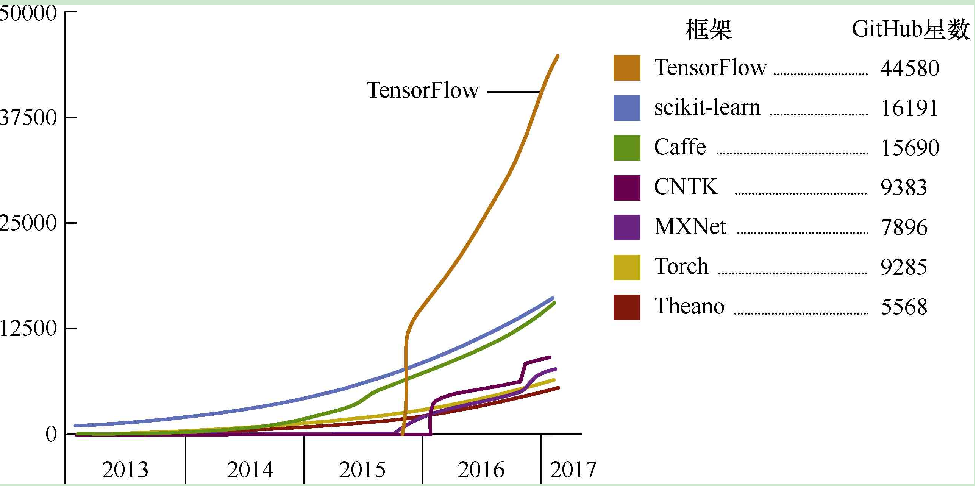 50000
37500
25000
12500
0
2013 2014 2015 2016 2017
TensorFlow
框架 GitHub星数
TensorFlow 44580
scikit-learn 16191
Caffe 15690
CNTK 9383
MXNet 7896
Torch 9285
Theano 5568